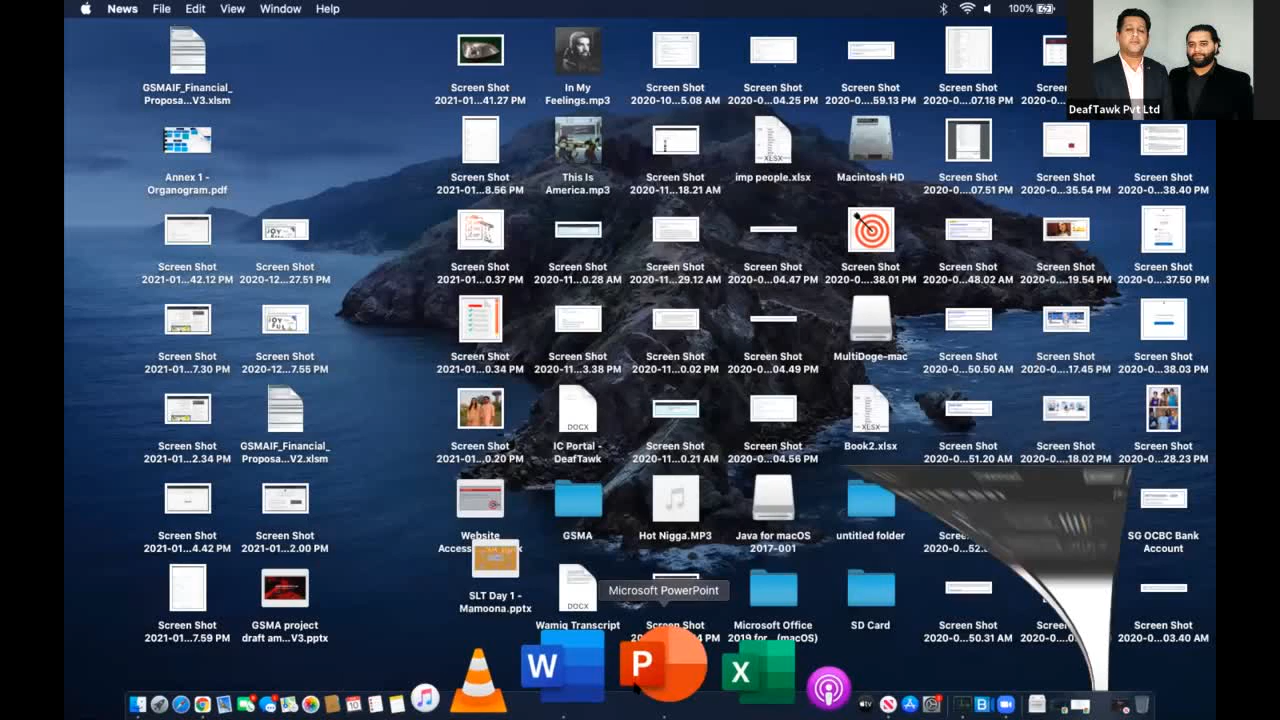 News File Edit View Window Help
100%
DeafTawk Pvt Ltd
GSMAIF_Financial_
Proposa...V3.xlsm
Screen Shot
2021-01...41.27 PM
In My
Feelings.mp3
Screen Shot
2020-10...5.08 AM
Screen Shot
2020-0....04.25 PM
Screen Shot
2020-0....59.13 PM
Screen Shot
2020-0....07.18 PM
Annex 1 -
Organogram.pdf
Screen Shot
2021-01...8.56 PM
This Is
America.mp3
Screen Shot
2020-11...18.21 AM
XLSX
imp people.xlsx
Macintosh HD
Screen Shot
2020-0....07.51 PM
Screen Shot
2020-0....35.54 PM
Screen Shot
2020-0....38.40 PM
Screen Shot
2021-01...42.12 PM
Screen Shot
2020-12...27.51 PM
Screen Shot
2021-01...0.37 PM
Screen Shot
2020-11...0.28 AM
Screen Shot
2020-11...29.12 AM
Screen Shot
2020-0....04.47 PM
Screen Shot
2020-0....38.01 PM
Screen Shot
2020-0....48.02 AM
Screen Shot
2020-0....19.54 PM
Screen Shot
2020-0....37.50 PM
Screen Shot
2021-01...7.30 PM
Screen Shot
2020-12...7.55 PM
Screen Shot
2021-01...0.34 PM
Screen Shot
2020-11...3.38 PM
Screen Shot
2020-11...0.02 PM
Screen Shot
2020-0....04.49 PM
MultiDoge-mac
Screen Shot
2020-0....50.50 AM
Screen Shot
2020-0....17.45 PM
Screen Shot
2020-0....38.03 PM
Screen Shot
2021-01...2.34 PM
GSMAIF_Financial_
Proposa...V2.xlsm
Screen Shot
2021-01...0.20 PM
DOCX
IC Portal -
DeafTawk
Screen Shot
2020-11...0.21 AM
Screen Shot
2020-0....04.56 PM
XLSX
Book2.xlsx
Screen Shot
2020-0....51.20 AM
Screen Shot
2020-0....18.02 PM
Screen Shot
2020-0....28.23 PM
Screen Shot
2021-01...4.42 PM
Screen Shot
2021-01...2.00 PM
Website
GSMA
Hot Nigga.MP3
Java for macOS
2017-001
untitled folder
SG OCBC Bank
Account
Screen Shot
2021-01...7.59 PM
GSMA project
draft am...V3.pptx
SLT Day 1 -
Mamoona.pptx
DOCX
Wamiq Transcript
Microsoft PowerPoint
Screen Shot
Microsoft Office
2019 for...(macOS)
SD Card
Screen Shot
2020-0....50.31 AM
Screen Shot
2020-0....03.40 AM
W
P
X